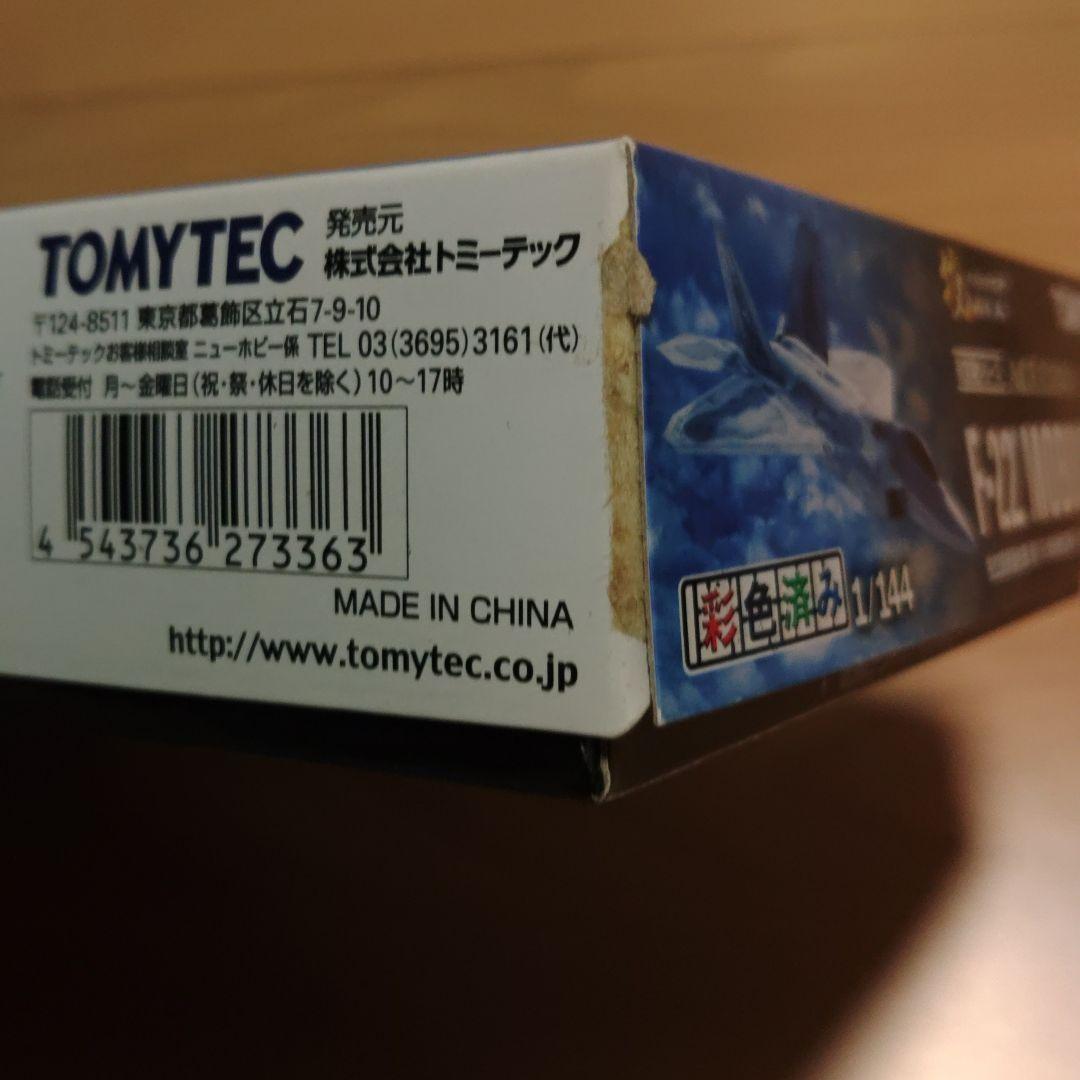 TOMYTEC
発売元
株式会社トミーテック
〒124-8511 東京都葛飾区立石7-9-10
トミーテックお客様相談室 ニューホビー係 TEL 03(3695)3161(代)
電話受付 月〜金曜日(祝・祭・休日を除く)10〜17時
4 543736 273363
MADE IN CHINA
http://www.tomytec.co.jp
彩色済み 1/144